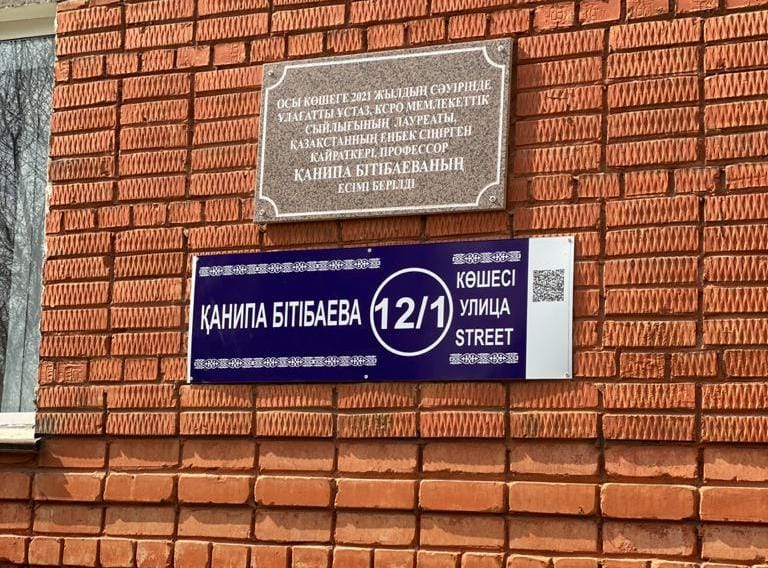 ОСЫ КӨШЕГЕ 2021 ЖЫЛДЫҢ СӘУІРІНДЕ
ҰЛАҒАТТЫ ҰСТАЗ, КСРО МЕМЛЕКЕТТІК
СЫЙЛЫҒЫНЫҢ ЛАУРЕАТЫ,
ҚАЗАҚСТАННЫҢ ЕҢБЕК СІҢІРГЕН
ҚАЙРАТКЕРІ, ПРОФЕССОР
ҚАНИПА БІТІБАЕВАНЫҢ
ЕСІМІ БЕРІЛДІ
ҚАНИПА БІТІБАЕВА
12/1
КӨШЕСІ
УЛИЦА
STREET